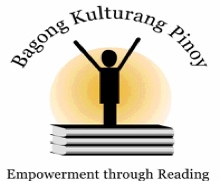 Bagong Kulturang Pinoy
Empowerment through Reading